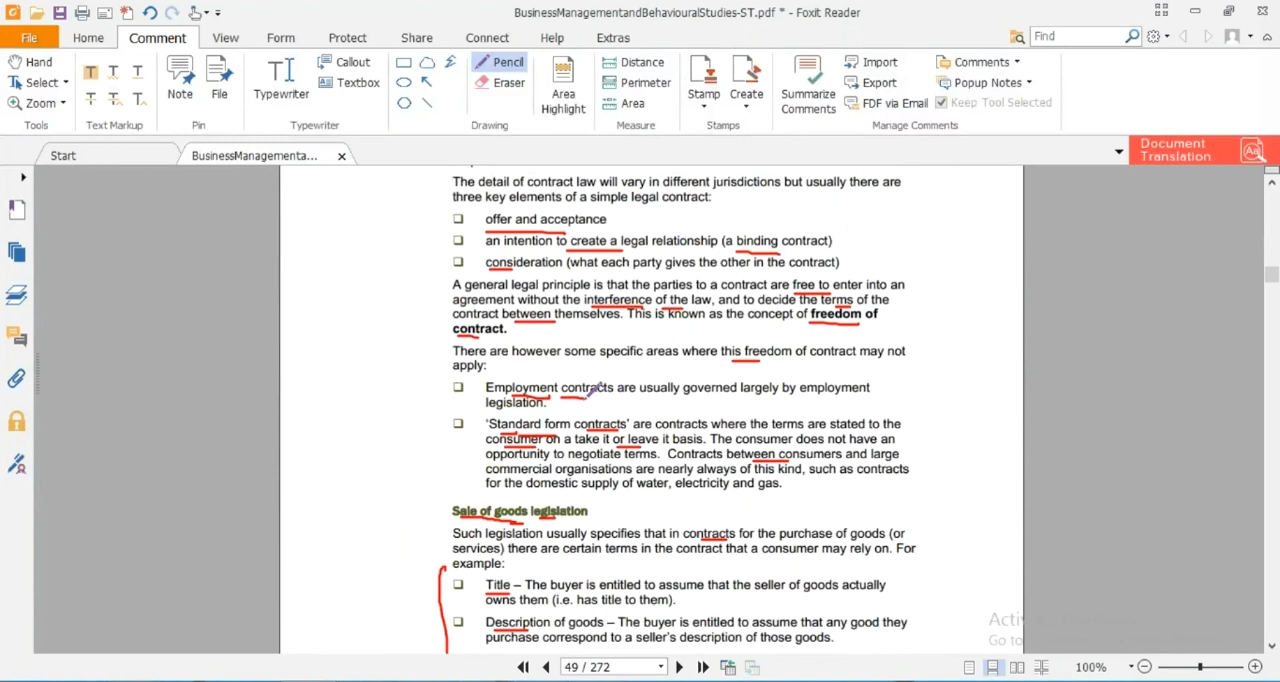 BusinessManagementandBehaviouralStudies-ST.pdf * - Foxit Reader
File Home Comment View Form Protect Share Connect Help Extras Find
Hand
Select
Zoom
Tools
Text Markup
Note File
Pin
Typewriter
Callout
Textbox
Typewriter
Pencil
Eraser
Drawing
Area
Highlight
Distance
Perimeter
Area
Measure
Stamp Create
Stamps
Summarize
Comments
Import
Export
FDF via Email
Comments
Popup Notes
Keep Tool Selected
Manage Comments
Start
BusinessManagementa...
Document
Translation
The detail of contract law will vary in different jurisdictions but usually there are
three key elements of a simple legal contract:
offer and acceptance
an intention to create a legal relationship (a binding contract)
consideration (what each party gives the other in the contract)
A general legal principle is that the parties to a contract are free to enter into an
agreement without the interference of the law, and to decide the terms of the
contract between themselves. This is known as the concept of freedom of
contract.
There are however some specific areas where this freedom of contract may not
apply:
Employment contracts are usually governed largely by employment
legislation.
‘Standard form contracts’ are contracts where the terms are stated to the
consumer on a take it or leave it basis. The consumer does not have an
opportunity to negotiate terms. Contracts between consumers and large
commercial organisations are nearly always of this kind, such as contracts
for the domestic supply of water, electricity and gas.
Sale of goods legislation
Such legislation usually specifies that in contracts for the purchase of goods (or
services) there are certain terms in the contract that a consumer may rely on. For
example:
Title – The buyer is entitled to assume that the seller of goods actually
owns them (i.e. has title to them).
Description of goods – The buyer is entitled to assume that any good they
purchase correspond to a seller's description of those goods.
Go to
49 / 272
100%